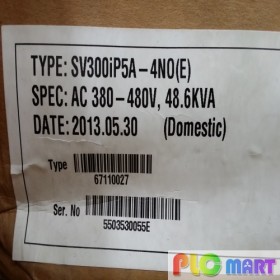 TYPE: SV300iP5A-4NO(E)
SPEC: AC 380-480V, 48.6KVA
DATE: 2013.05.30 (Domestic)
Type
67110027
Ser. No
5503530055E
PLC MART